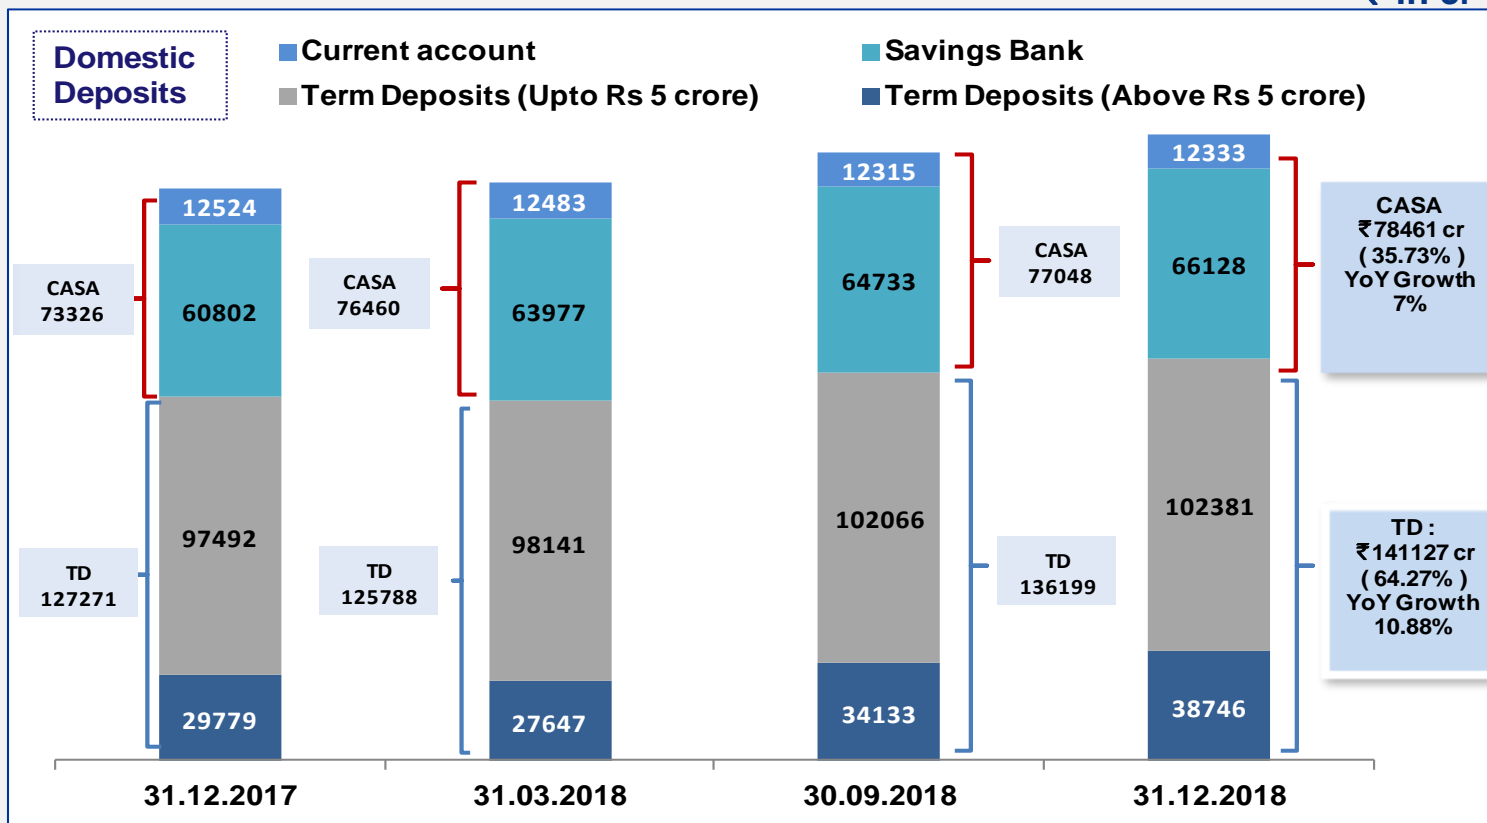 Domestic
Deposits
Current account
Savings Bank
Term Deposits (Upto Rs 5 crore)
Term Deposits (Above Rs 5 crore)
12524
60802
97492
29779
CASA
73326
TD
127271
12483
63977
98141
27647
CASA
76460
TD
125788
12315
64733
102066
34133
CASA
77048
TD
136199
12333
66128
102381
38746
CASA
₹78461 cr
( 35.73% )
YoY Growth
7%
TD :
₹141127 cr
( 64.27% )
YoY Growth
10.88%
31.12.2017
31.03.2018
30.09.2018
31.12.2018